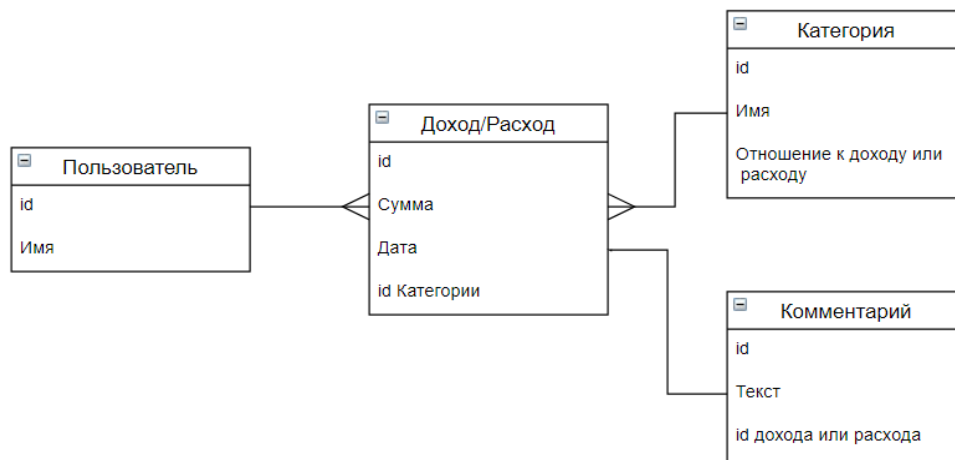 Пользователь
id
Имя
Доход/Расход
id
Сумма
Дата
id Категории
Категория
id
Имя
Отношение к доходу или
расходу
Комментарий
id
Текст
id дохода или расхода